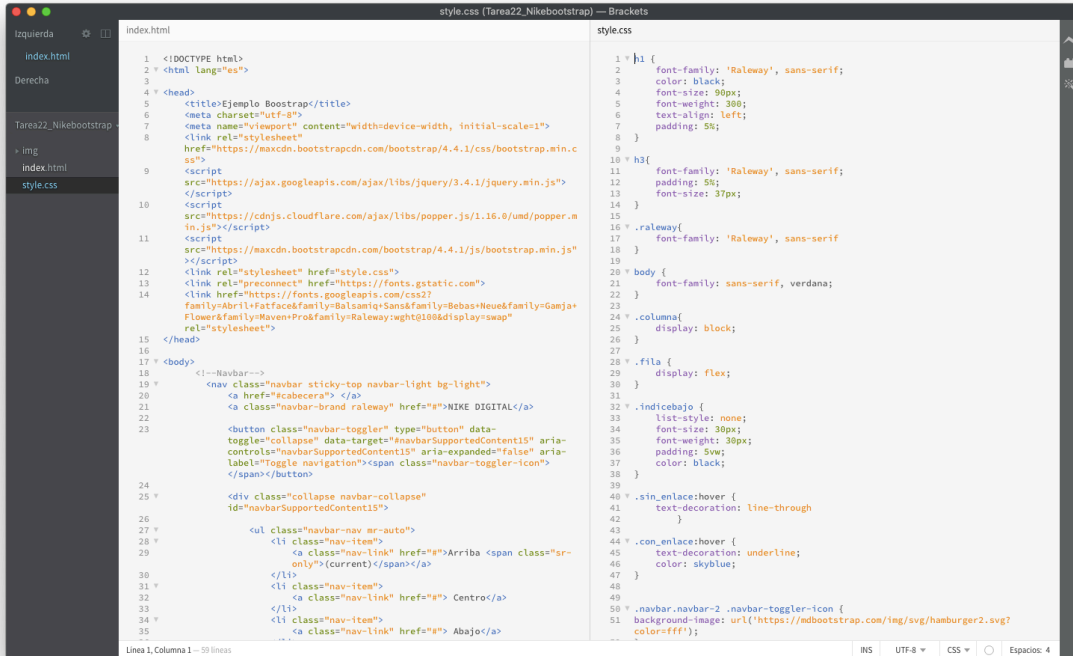 style.css (Tarea22_Nikebootstrap) — Brackets
Izquierda
index.html
Derecha
Tarea22_Nikebootstrap
img
index.html
style.css
index.html
1 <!DOCTYPE html>
2 <html lang="es">
3
4 <head>
5 <title>Ejemplo Boostrap</title>
6 <meta charset="utf-8">
7 <meta name="viewport" content="width=device-width, initial-scale=1">
8 <link rel="stylesheet"
href="https://maxcdn.bootstrapcdn.com/bootstrap/4.4.1/css/bootstrap.min.c
ss">
9 <script
src="https://ajax.googleapis.com/ajax/libs/jquery/3.4.1/jquery.min.js">
</script>
10 <script
src="https://cdnjs.cloudflare.com/ajax/libs/popper.js/1.16.0/umd/popper.m
in.js"></script>
11 <script
src="https://maxcdn.bootstrapcdn.com/bootstrap/4.4.1/js/bootstrap.min.js"
></script>
12 <link rel="stylesheet" href="style.css">
13 <link rel="preconnect" href="https://fonts.gstatic.com">
14 <link href="https://fonts.googleapis.com/css2?
family=Abril+Fatface&family=Balsamiq+Sans&family=Bebas+Neue&family=Gamja+
Flower&family=Maven+Pro&family=Raleway:wght@100&display=swap"
rel="stylesheet">
15 </head>
16
17 <body>
18 <!--Navbar-->
19 <nav class="navbar sticky-top navbar-light bg-light">
20 <a href="#cabecera"> </a>
21 <a class="navbar-brand raleway" href="#">NIKE DIGITAL</a>
22
23 <button class="navbar-toggler" type="button" data-
toggle="collapse" data-target="#navbarSupportedContent15" aria-
controls="navbarSupportedContent15" aria-expanded="false" aria-
label="Toggle navigation"><span class="navbar-toggler-icon">
</span></button>
24
25 <div class="collapse navbar-collapse"
id="navbarSupportedContent15">
26
27 <ul class="navbar-nav mr-auto">
28 <li class="nav-item">
29 <a class="nav-link" href="#">Arriba <span class="sr-
only">(current)</span></a>
30 </li>
31 <li class="nav-item">
32 <a class="nav-link" href="#"> Centro</a>
33 </li>
34 <li class="nav-item">
35 <a class="nav-link" href="#"> Abajo</a>
style.css
1 h1 {
2 font-family: 'Raleway', sans-serif;
3 color: black;
4 font-size: 90px;
5 font-weight: 300;
6 text-align: left;
7 padding: 5%;
8 }
9
10 h3{
11 font-family: 'Raleway', sans-serif;
12 padding: 5%;
13 font-size: 37px;
14 }
15
16 .raleway{
17 font-family: 'Raleway', sans-serif
18 }
19
20 body {
21 font-family: sans-serif, verdana;
22 }
23
24 .columna{
25 display: block;
26 }
27
28 .fila {
29 display: flex;
30 }
31
32 .indicebajo {
33 list-style: none;
34 font-size: 30px;
35 font-weight: 30px;
36 padding: 5vw;
37 color: black;
38 }
39
40 .sin_enlace:hover {
41 text-decoration: line-through
42 }
43
44 .con_enlace:hover {
45 text-decoration: underline;
46 color: skyblue;
47 }
48
49
50 .navbar.navbar-2 .navbar-toggler-icon {
51 background-image: url('https://mdbootstrap.com/img/svg/hamburger2.svg?
color=fff');
Línea 1, Columna 1 — 59 líneas
INS
UTF-8
CSS
Espacios: 4